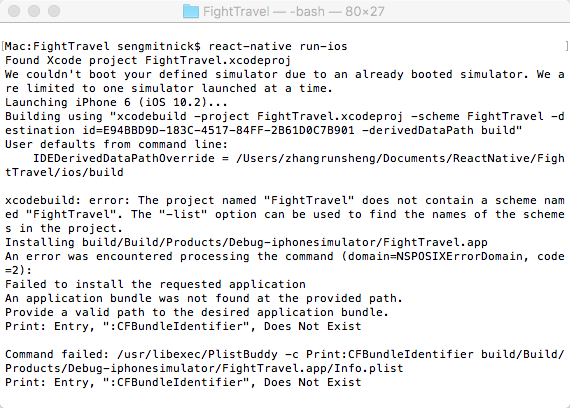 FightTravel — -bash — 80×27
[Mac:FightTravel sengmitnick$ react-native run-ios ]
Found Xcode project FightTravel.xcodeproj
We couldn't boot your defined simulator due to an already booted simulator. We a
re limited to one simulator launched at a time.
Launching iPhone 6 (iOS 10.2)...
Building using "xcodebuild -project FightTravel.xcodeproj -scheme FightTravel -d
estination id=E94BBD9D-183C-4517-84FF-2B61D0C7B901 -derivedDataPath build"
User defaults from command line:
    IDEDerivedDataPathOverride = /Users/zhangrunsheng/Documents/ReactNative/Figh
tTravel/ios/build
xcodebuild: error: The project named "FightTravel" does not contain a scheme nam
ed "FightTravel". The "-list" option can be used to find the names of the scheme
s in the project.
Installing build/Build/Products/Debug-iphonesimulator/FightTravel.app
An error was encountered processing the command (domain=NSPOSIXErrorDomain, code
=2):
Failed to install the requested application
An application bundle was not found at the provided path.
Provide a valid path to the desired application bundle.
Print: Entry, ":CFBundleIdentifier", Does Not Exist
Command failed: /usr/libexec/PlistBuddy -c Print:CFBundleIdentifier build/Build/
Products/Debug-iphonesimulator/FightTravel.app/Info.plist
Print: Entry, ":CFBundleIdentifier", Does Not Exist